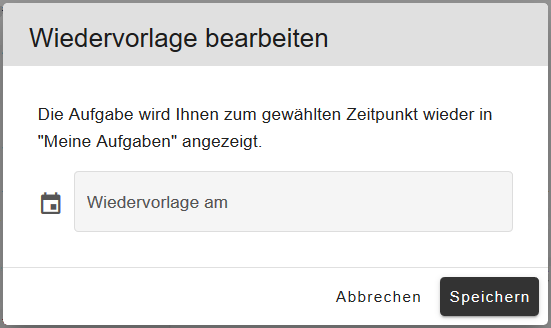 Wiedervorlage bearbeiten
Die Aufgabe wird Ihnen zum gewählten Zeitpunkt wieder in
"Meine Aufgaben" angezeigt.
Wiedervorlage am
Abbrechen Speichern